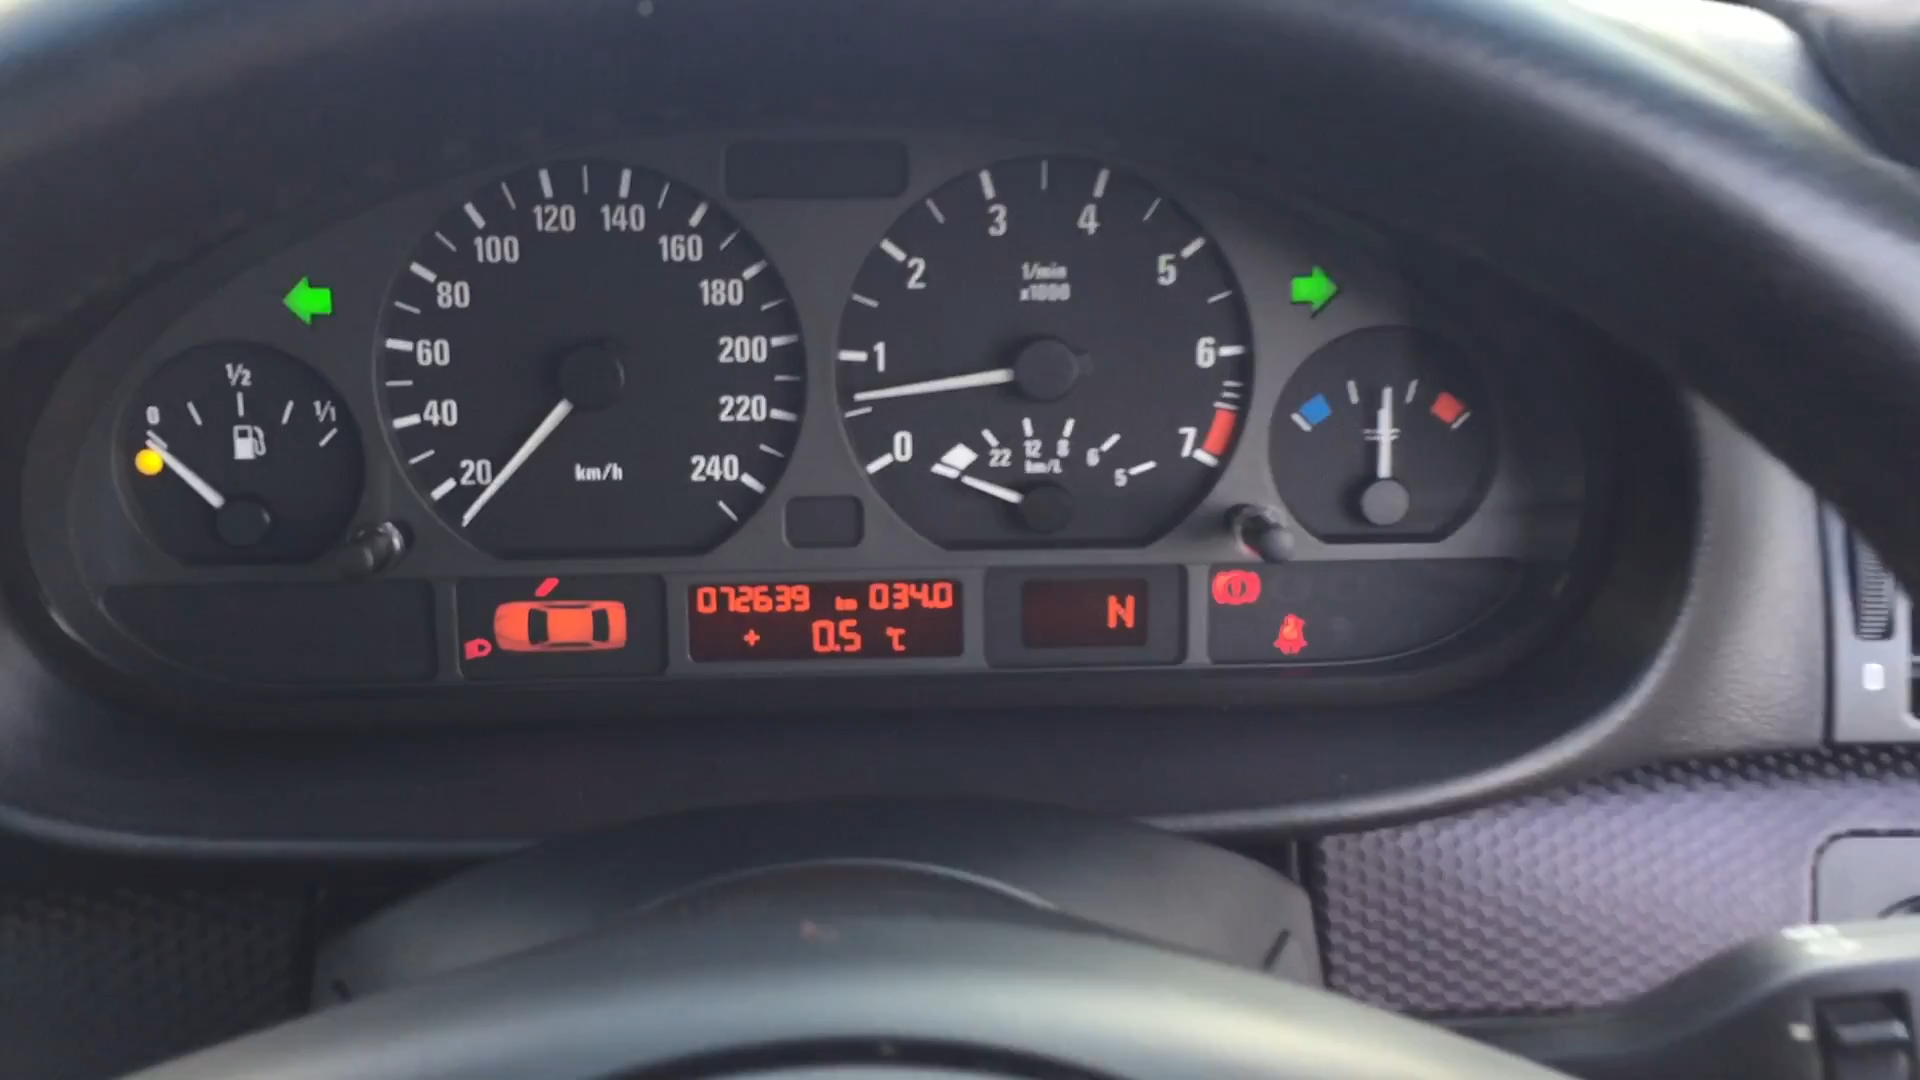 0 ½ 1/1
20 40 60 80 100 120 140 160 180 200 220 240
km/h
0 1 2 3 4 5 6 7
1/min
x1000
22 12 8 6 5
km/L
072639 km 034.0
+ 0.5 °C
N